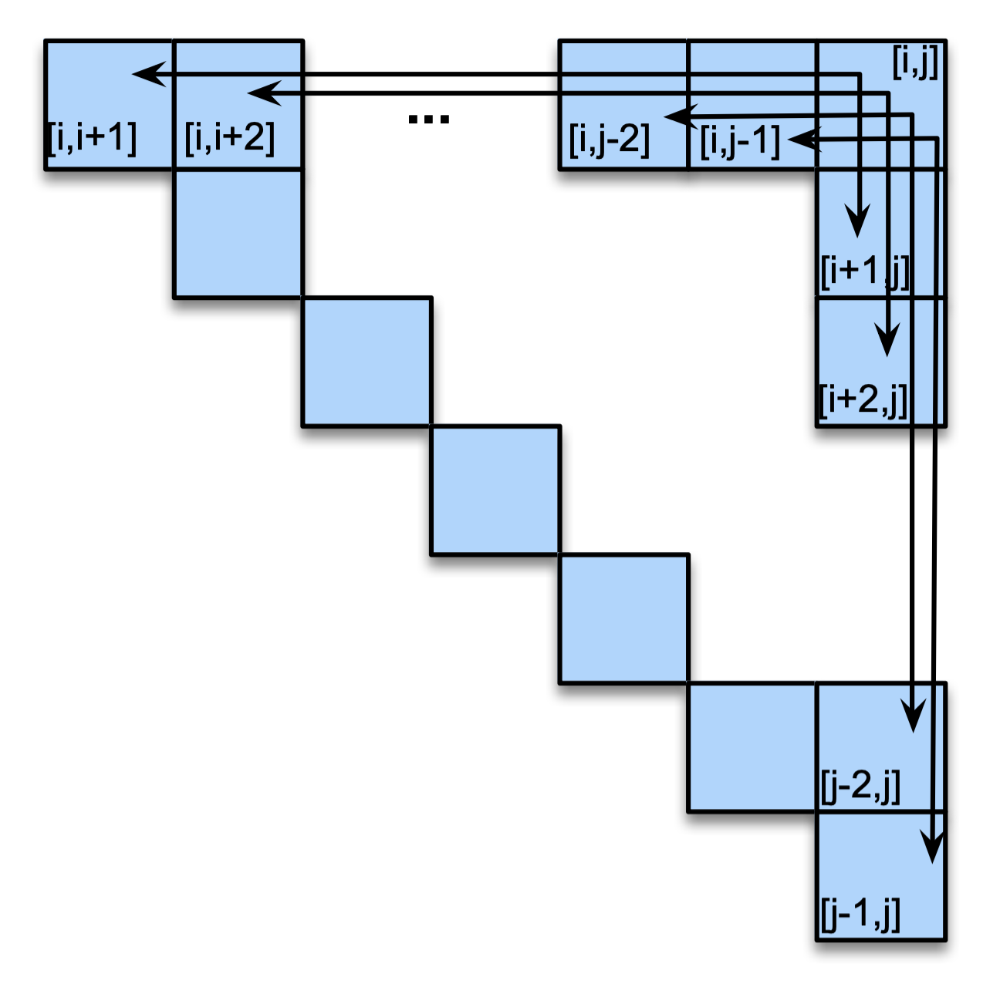 [i,j]
[i,i+1]
[i,i+2]
...
[i,j-2]
[i,j-1]
[i+1,j]
[i+2,j]
[j-2,j]
[j-1,j]